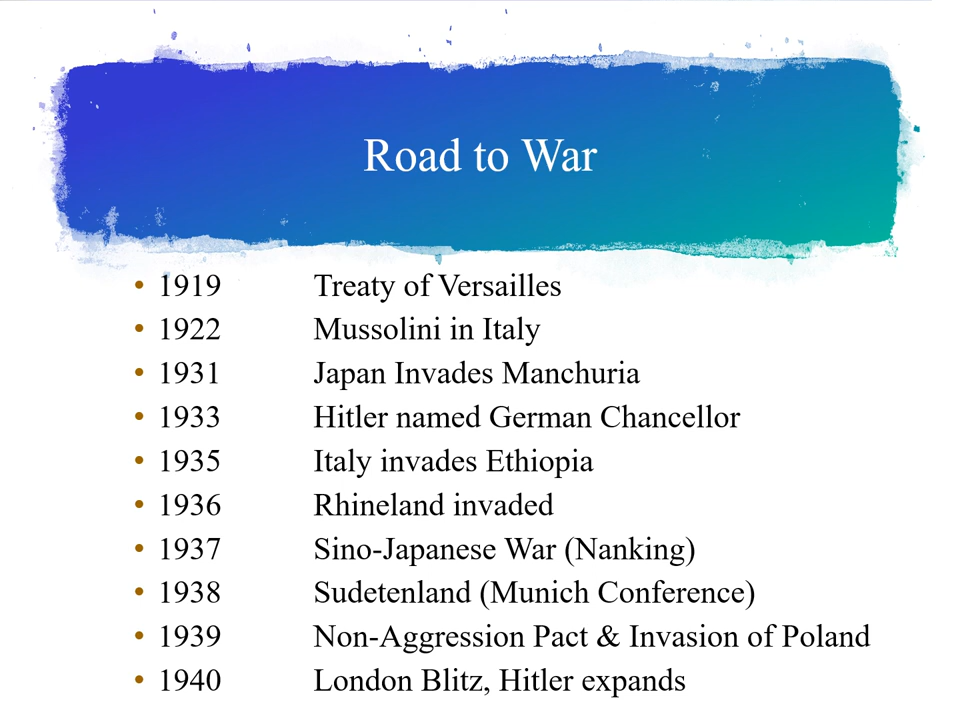 Road to War
• 1919 Treaty of Versailles
• 1922 Mussolini in Italy
• 1931 Japan Invades Manchuria
• 1933 Hitler named German Chancellor
• 1935 Italy invades Ethiopia
• 1936 Rhineland invaded
• 1937 Sino-Japanese War (Nanking)
• 1938 Sudetenland (Munich Conference)
• 1939 Non-Aggression Pact & Invasion of Poland
• 1940 London Blitz, Hitler expands